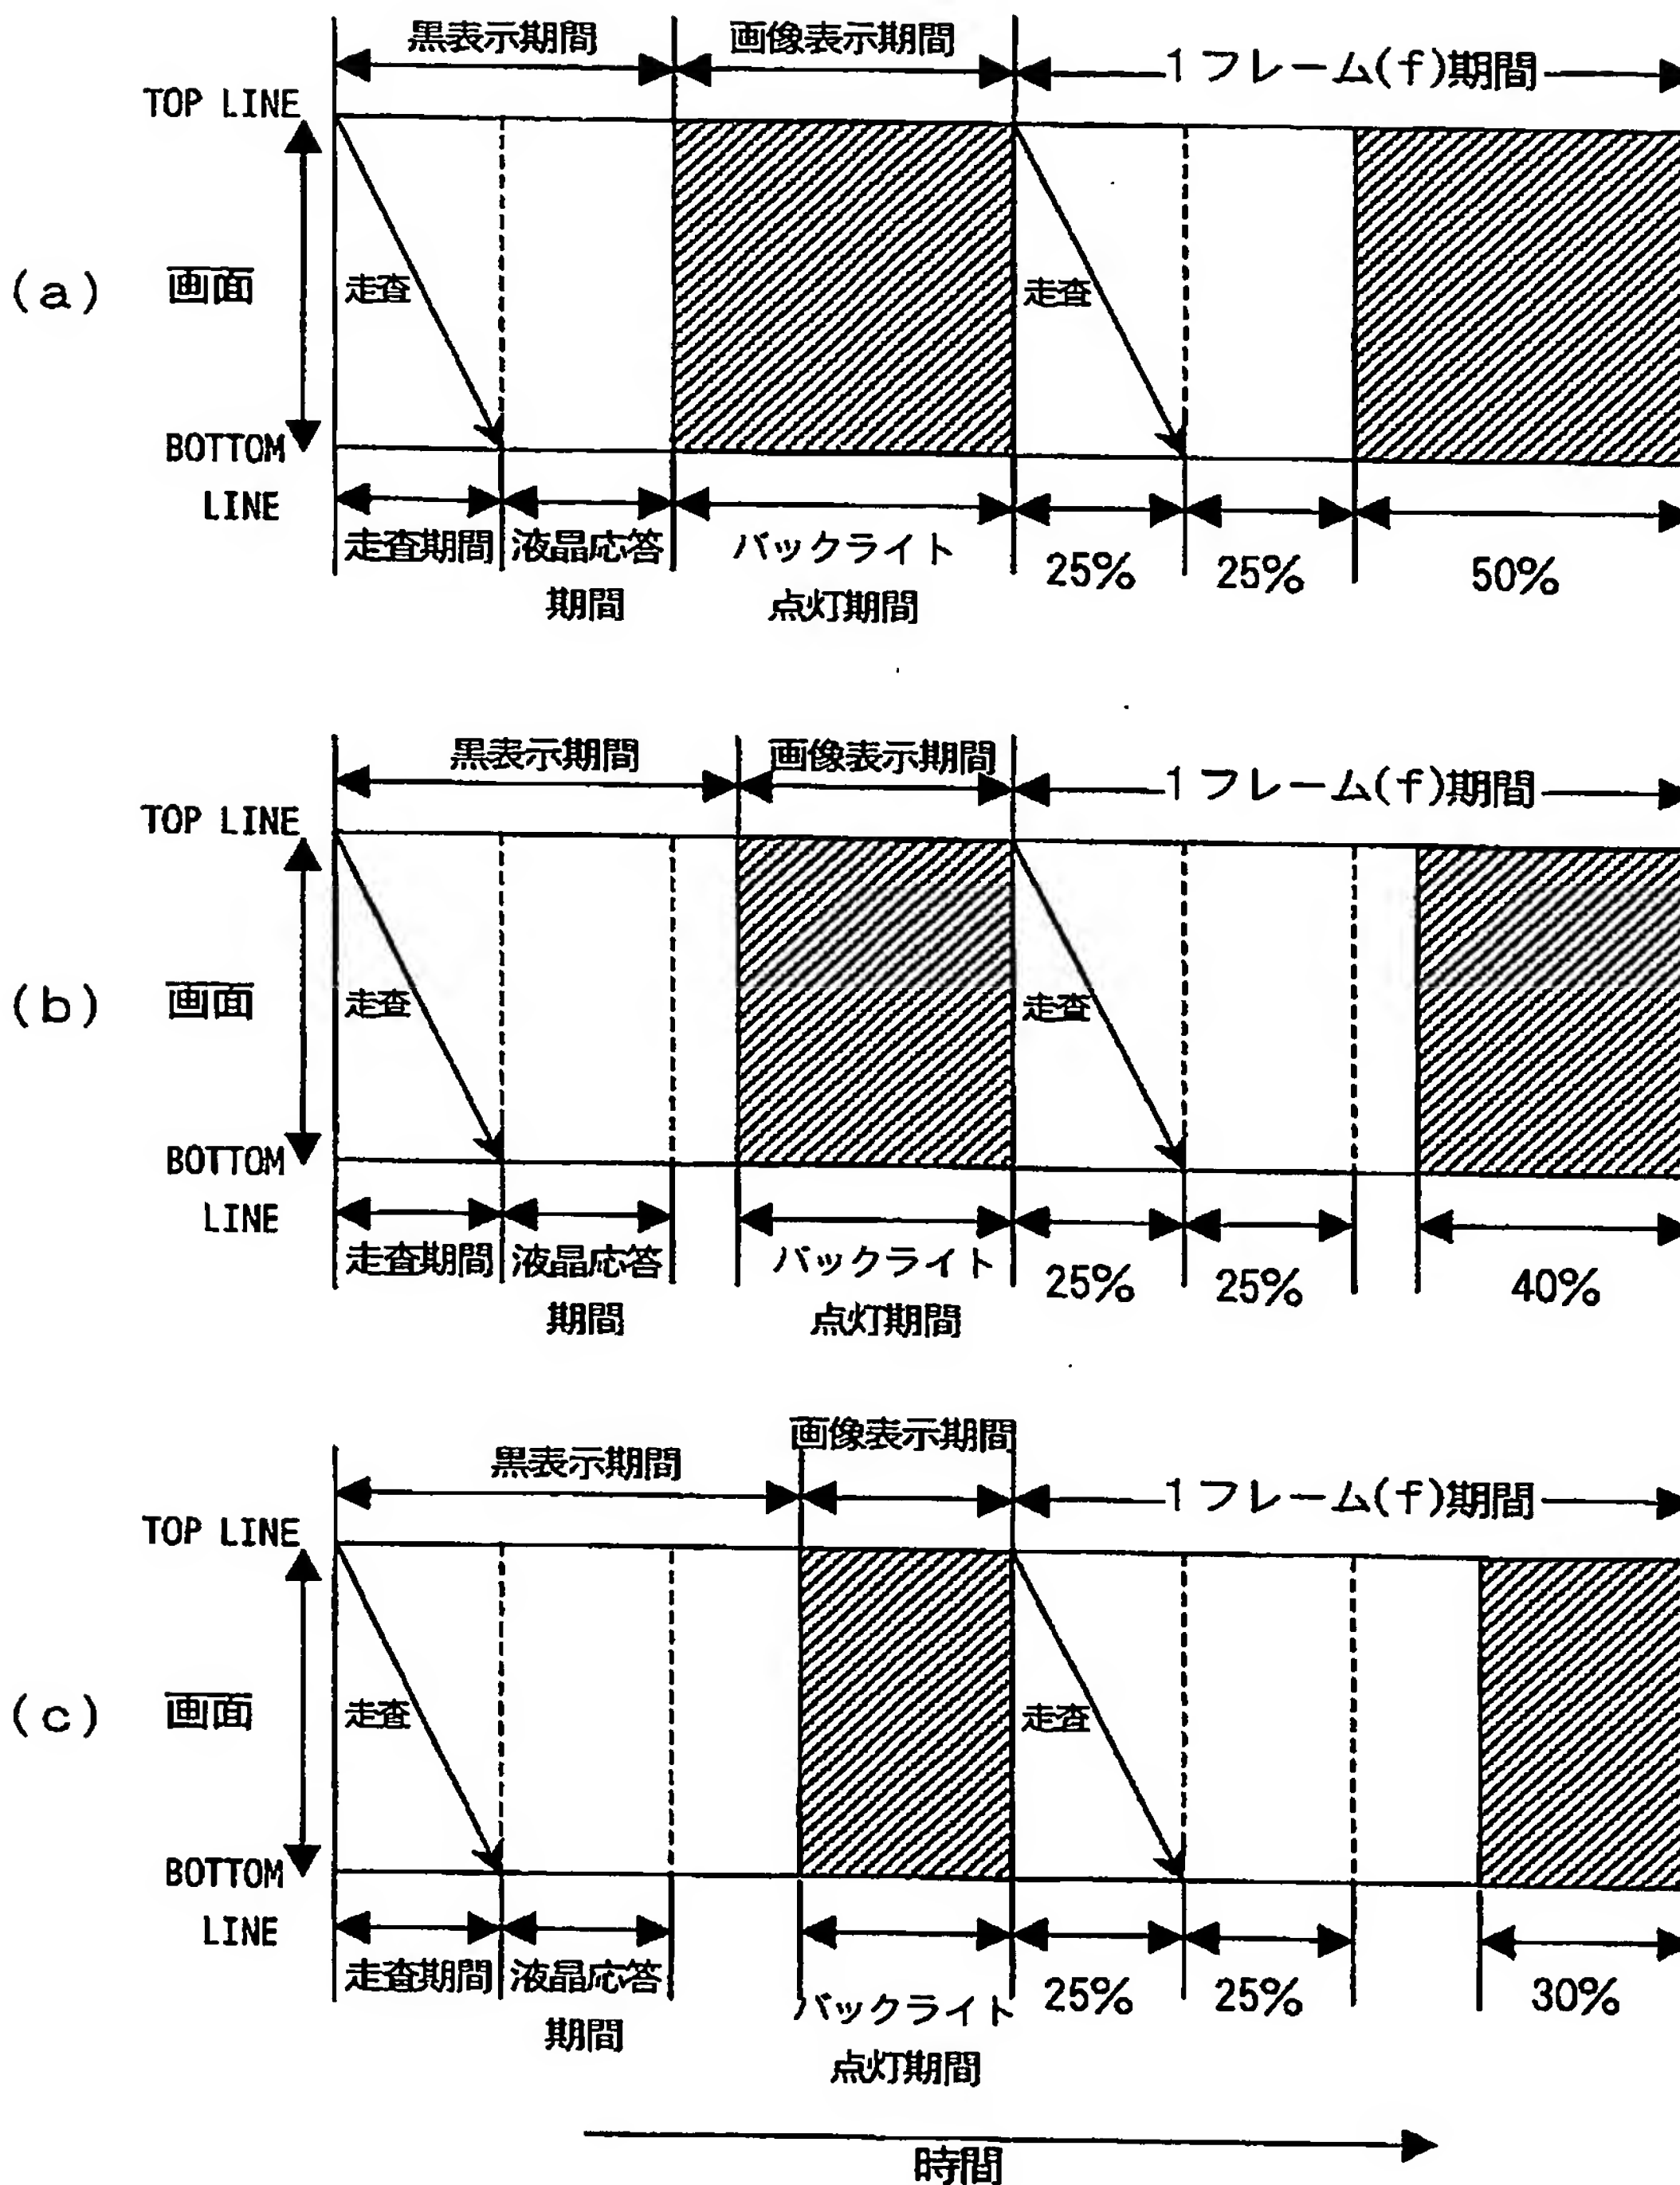 黒表示期間 画像表示期間 1フレーム(f)期間
TOP LINE
(a) 画面 走査 走査
BOTTOM
LINE
走査期間 液晶応答 バックライト 25% 25% 50%
期間 点灯期間
黒表示期間 画像表示期間 1フレーム(f)期間
TOP LINE
(b) 画面 走査 走査
BOTTOM
LINE
走査期間 液晶応答 バックライト 25% 25% 40%
期間 点灯期間
画像表示期間
黒表示期間 1フレーム(f)期間
TOP LINE
(c) 画面 走査 走査
BOTTOM
LINE
走査期間 液晶応答 バックライト 25% 25% 30%
期間 点灯期間
時間